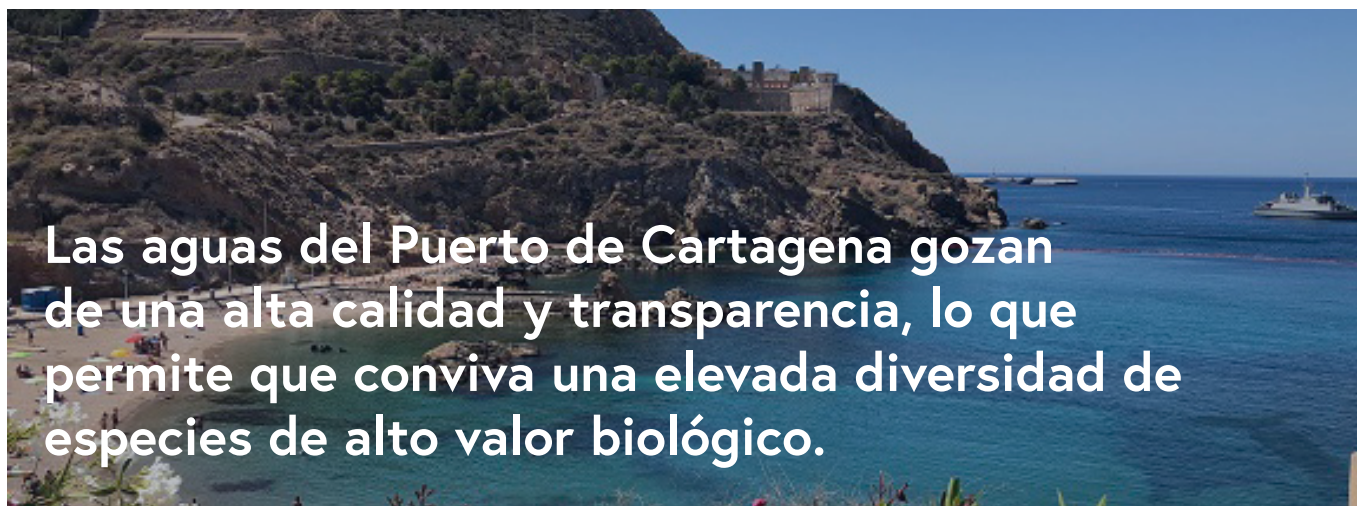 Las aguas del Puerto de Cartagena gozan
de una alta calidad y transparencia, lo que
permite que conviva una elevada diversidad de
especies de alto valor biológico.